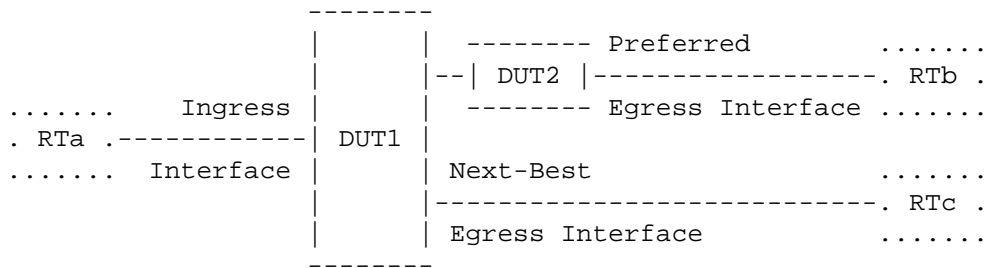 --------
| | -------- Preferred .......
| |--| DUT2 |------------------. RTb .
....... Ingress | | -------- Egress Interface .......
. RTa .------------| DUT1 |
....... Interface | | Next-Best .......
| |----------------------------. RTc .
| | Egress Interface .......
--------